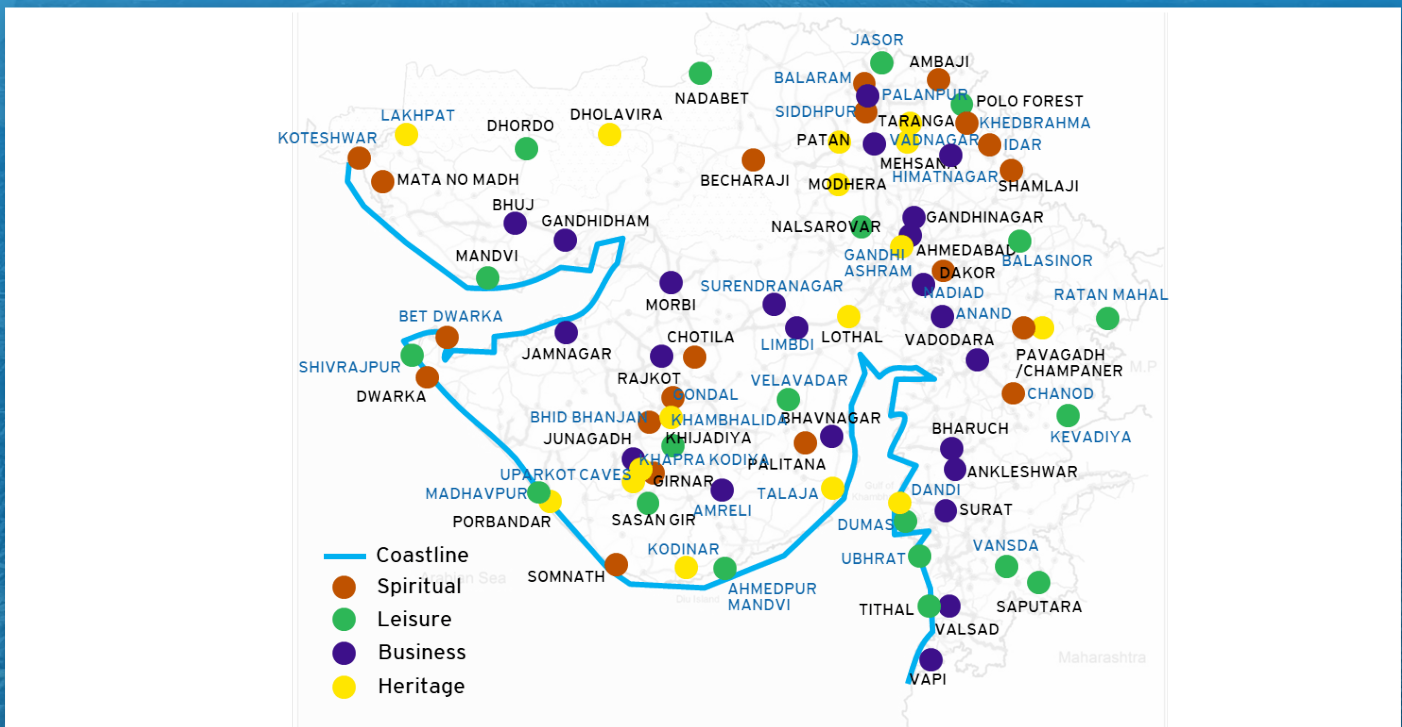 JASOR
AMBAJI
BALARAM
NADABET
PALANPUR
POLO FOREST
LAKHPAT
DHOLAVIRA
SIDDHPUR
TARANGA
KHEDBRAHMA
DHORDO
KOTESHWAR
PATAN
VADNAGAR
IDAR
MEHSANA
MATA NO MADH
BECHARAJI
MODHERA
HIMATNAGAR
SHAMLAJI
BHUJ
GANDHIDHAM
NALSAROVAR
GANDHINAGAR
MANDVI
GANDHI
ASHRAM
AHMEDABAD
BALASINOR
DAKOR
SURENDRANAGAR
NADIAD
RATAN MAHAL
MORBI
BET DWARKA
ANAND
CHOTILA
LIMBDI
LOTHAL
VADODARA
JAMNAGAR
PAVAGADH
/CHAMPANER
M.P
SHIVRAJPUR
RAJKOT
VELAVADAR
DWARKA
GONDAL
CHANOD
BHID BHANJAN
KHAMBHALIDA
BHAVNAGAR
BHARUCH
KEVADIYA
JUNAGADH
KHIJADIYA
KHAPRA KODIYA
PALITANA
UPARKOT CAVES
GIRNAR
ANKLESHWAR
MADHAVPUR
TALAJA
DANDI
PORBANDAR
SASAN GIR
AMRELI
SURAT
DUMAS
KODINAR
VANSDA
Coastline
UBHRAT
SOMNATH
Arabian Sea
Spiritual
AHMEDPUR
MANDVI
Diu Island
TITHAL
SAPUTARA
Leisure
VALSAD
Business
Maharashtra
VAPI
Heritage